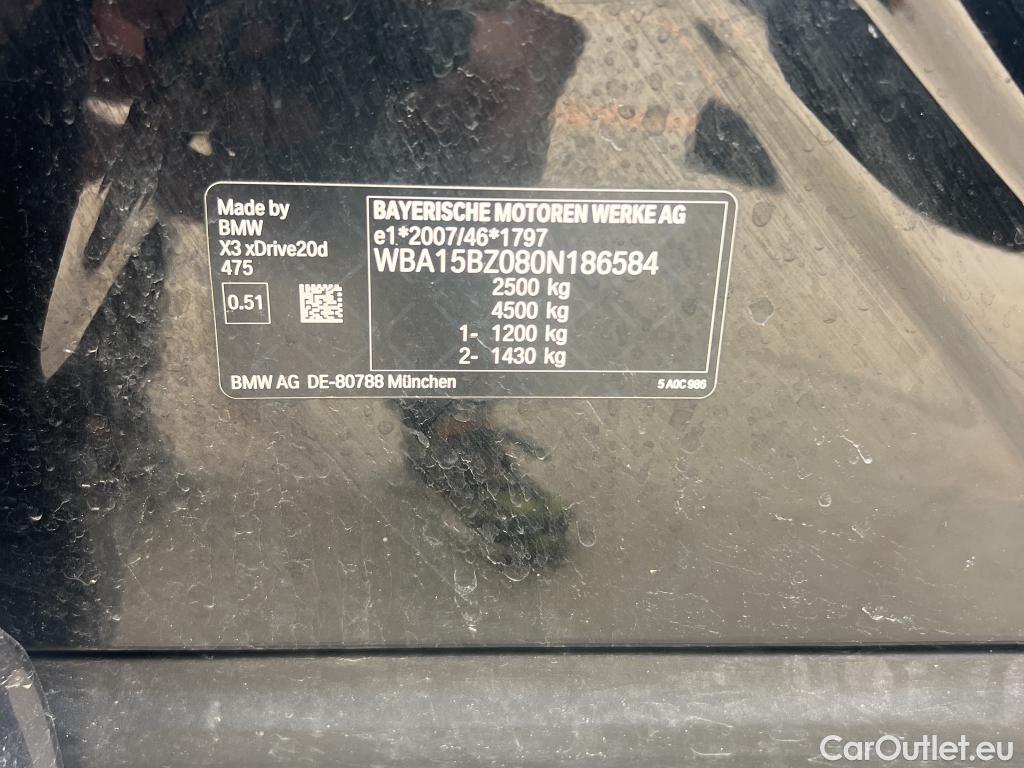 Made by
BMW
X3 xDrive20d
475
0.51
BAYERISCHE MOTOREN WERKE AG
e1*2007/46*1797
WBA15BZ080N186584
2500 kg
4500 kg
1- 1200 kg
2- 1430 kg
BMW AG DE-80788 München
5 A0C 986
CarOutlet.eu